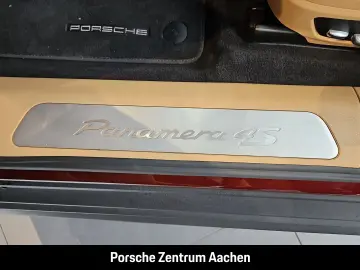 PORSCHE
Panamera 4S
Porsche Zentrum Aachen